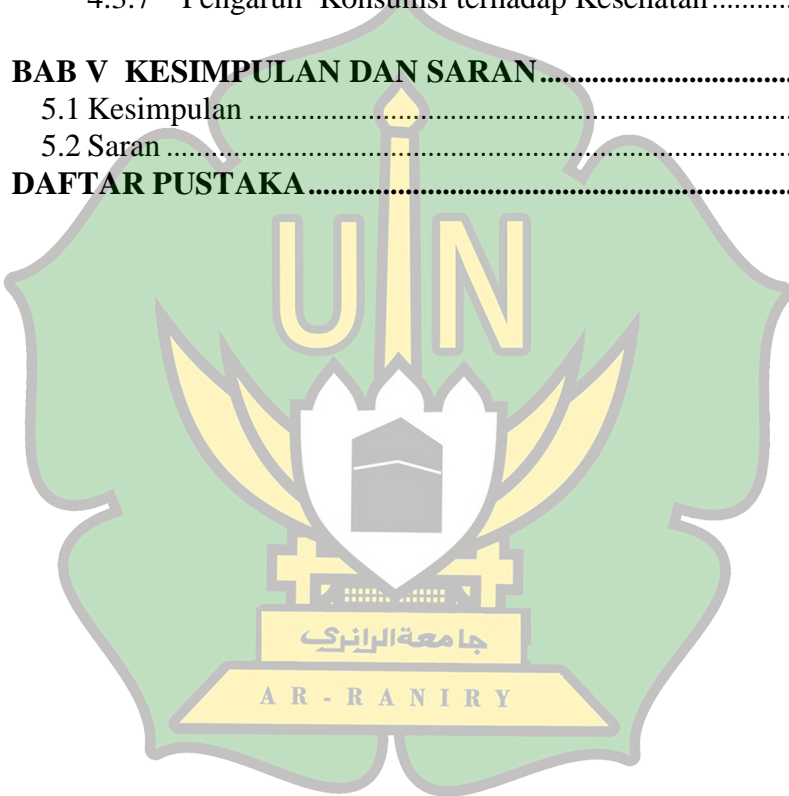 4.3.7 Pengaruh Konsumsi terhadap Kesehatan...........
BAB V KESIMPULAN DAN SARAN...............................
5.1 Kesimpulan ......................................................................
5.2 Saran ................................................................................
DAFTAR PUSTAKA............................................................
UIN
جامعة الرانري
AR-RANIRY